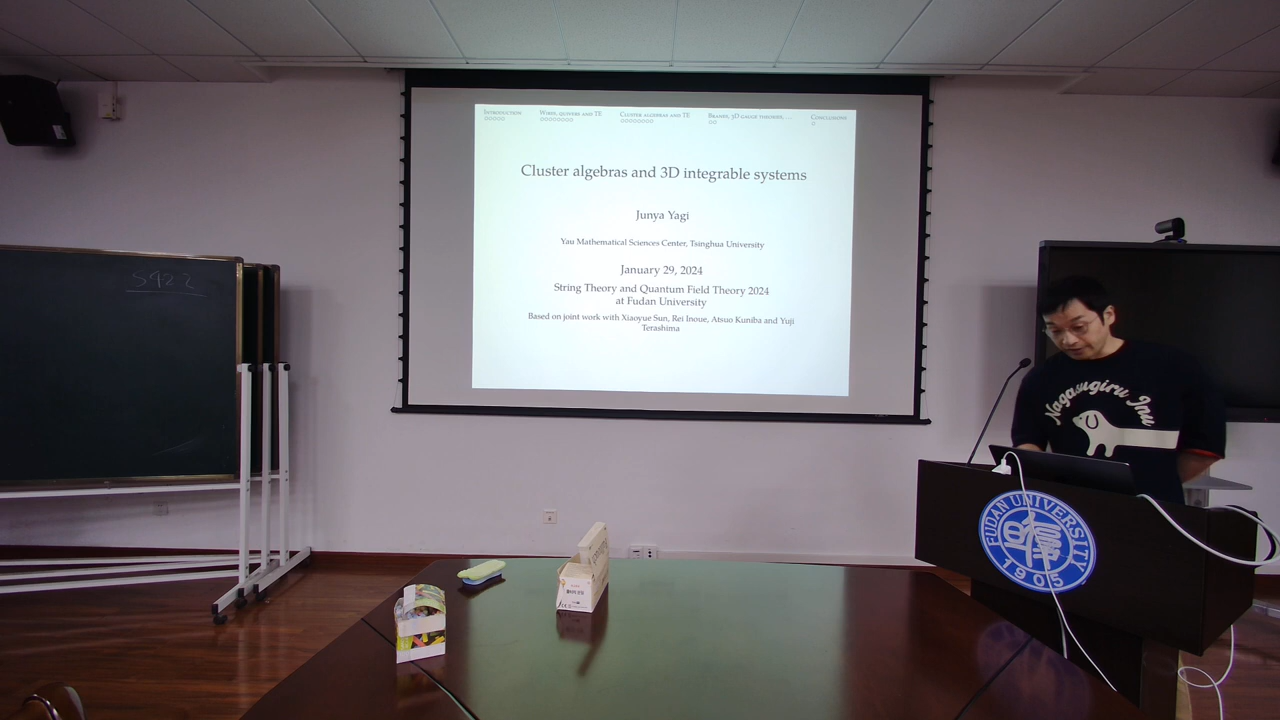 INTRODUCTION
WIRES, QUIVERS AND TE
CLUSTER ALGEBRAS AND TE
BRANES, 3D GAUGE THEORIES, ...
CONCLUSIONS
Cluster algebras and 3D integrable systems
Junya Yagi
Yau Mathematical Sciences Center, Tsinghua University
January 29, 2024
String Theory and Quantum Field Theory 2024
at Fudan University
Based on joint work with Xiaoyue Sun, Rei Inoue, Atsuo Kuniba and Yuji
Terashima
Nagasugiru Inu
FUDAN UNIVERSITY
1905